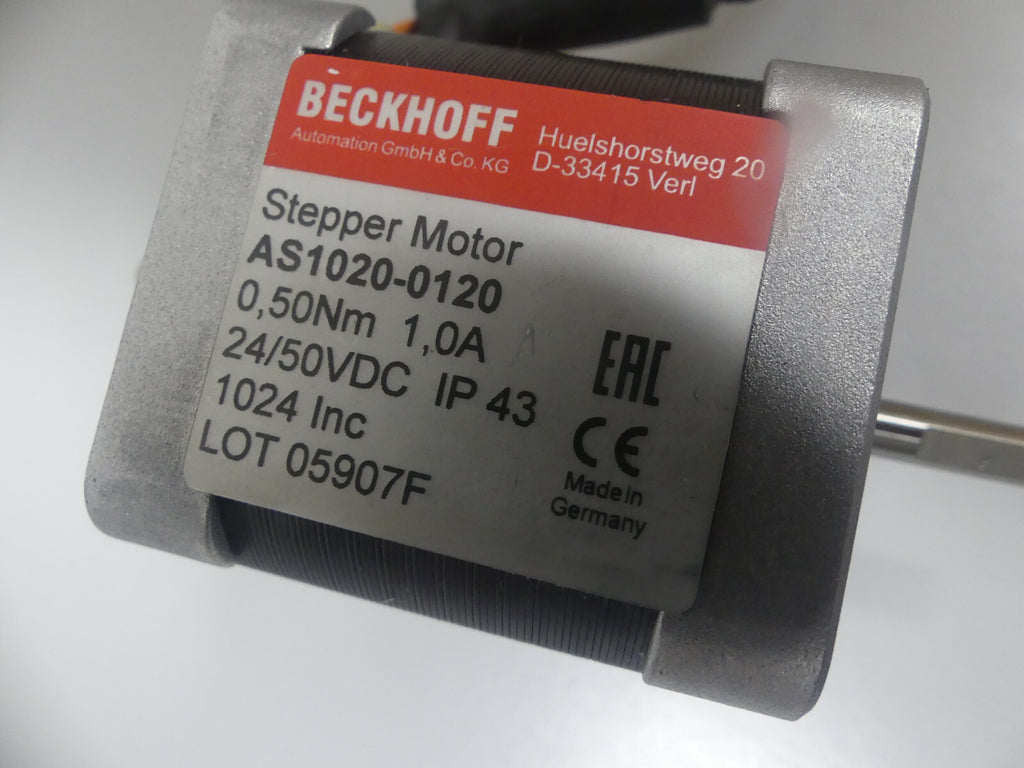 BECKHOFF
Automation GmbH & Co. KG
Huelshorstweg 20
D-33415 Verl
Stepper Motor
AS1020-0120
0,50Nm 1,0A
24/50VDC IP 43
1024 Inc
LOT 05907F
EAC
CE
Made in
Germany